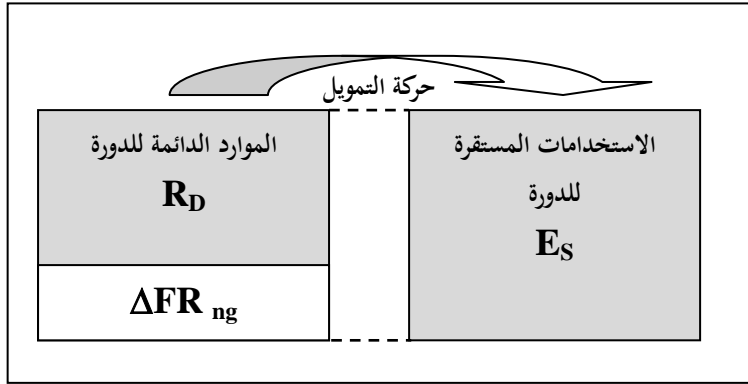 حركة التمويل
الموارد الدائمة للدورة
R_D
ΔFR ng
الاستخدامات المستقرة
للدورة
E_S